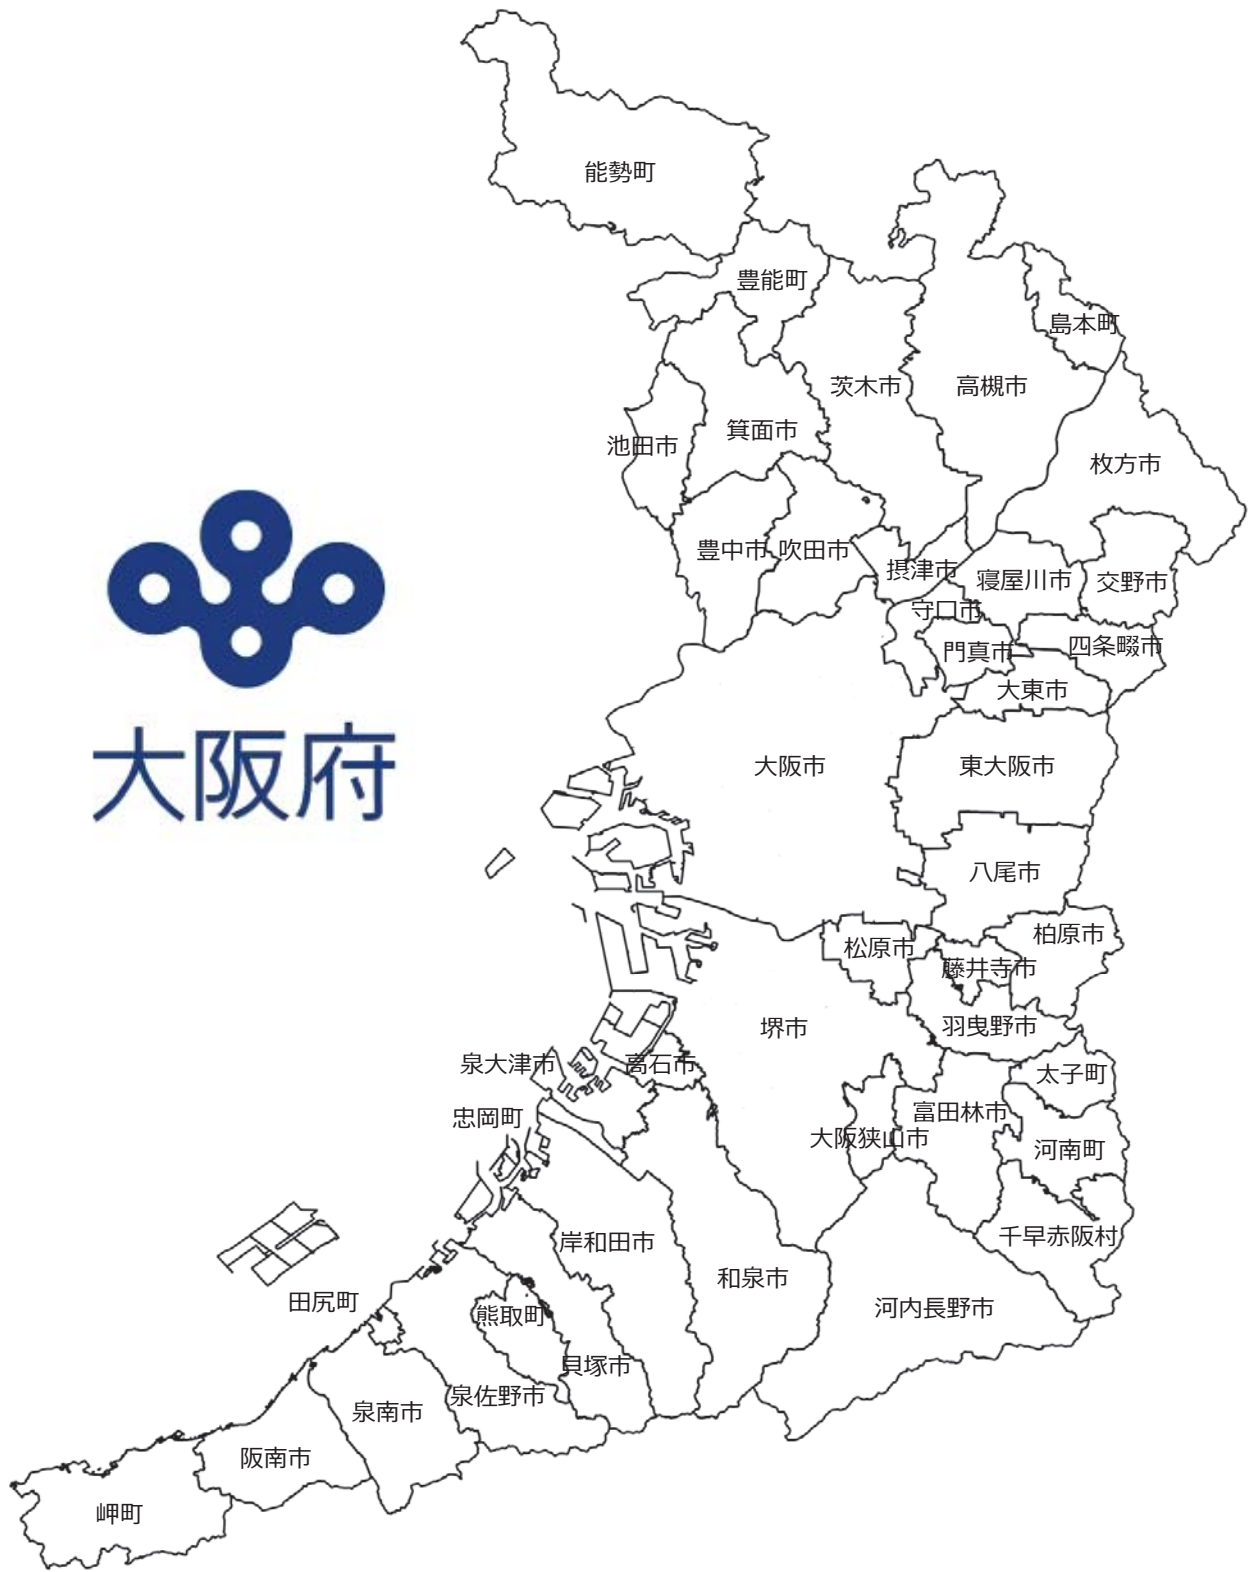 能勢町
豊能町
島本町
茨木市
高槻市
箕面市
池田市
枚方市
豊中市
吹田市
摂津市
寝屋川市
交野市
守口市
門真市
四条畷市
大東市
大阪府
大阪市
東大阪市
八尾市
松原市
柏原市
藤井寺市
堺市
羽曳野市
泉大津市
高石市
太子町
忠岡町
富田林市
大阪狭山市
河南町
岸和田市
千早赤阪村
和泉市
田尻町
熊取町
河内長野市
貝塚市
泉佐野市
泉南市
阪南市
岬町